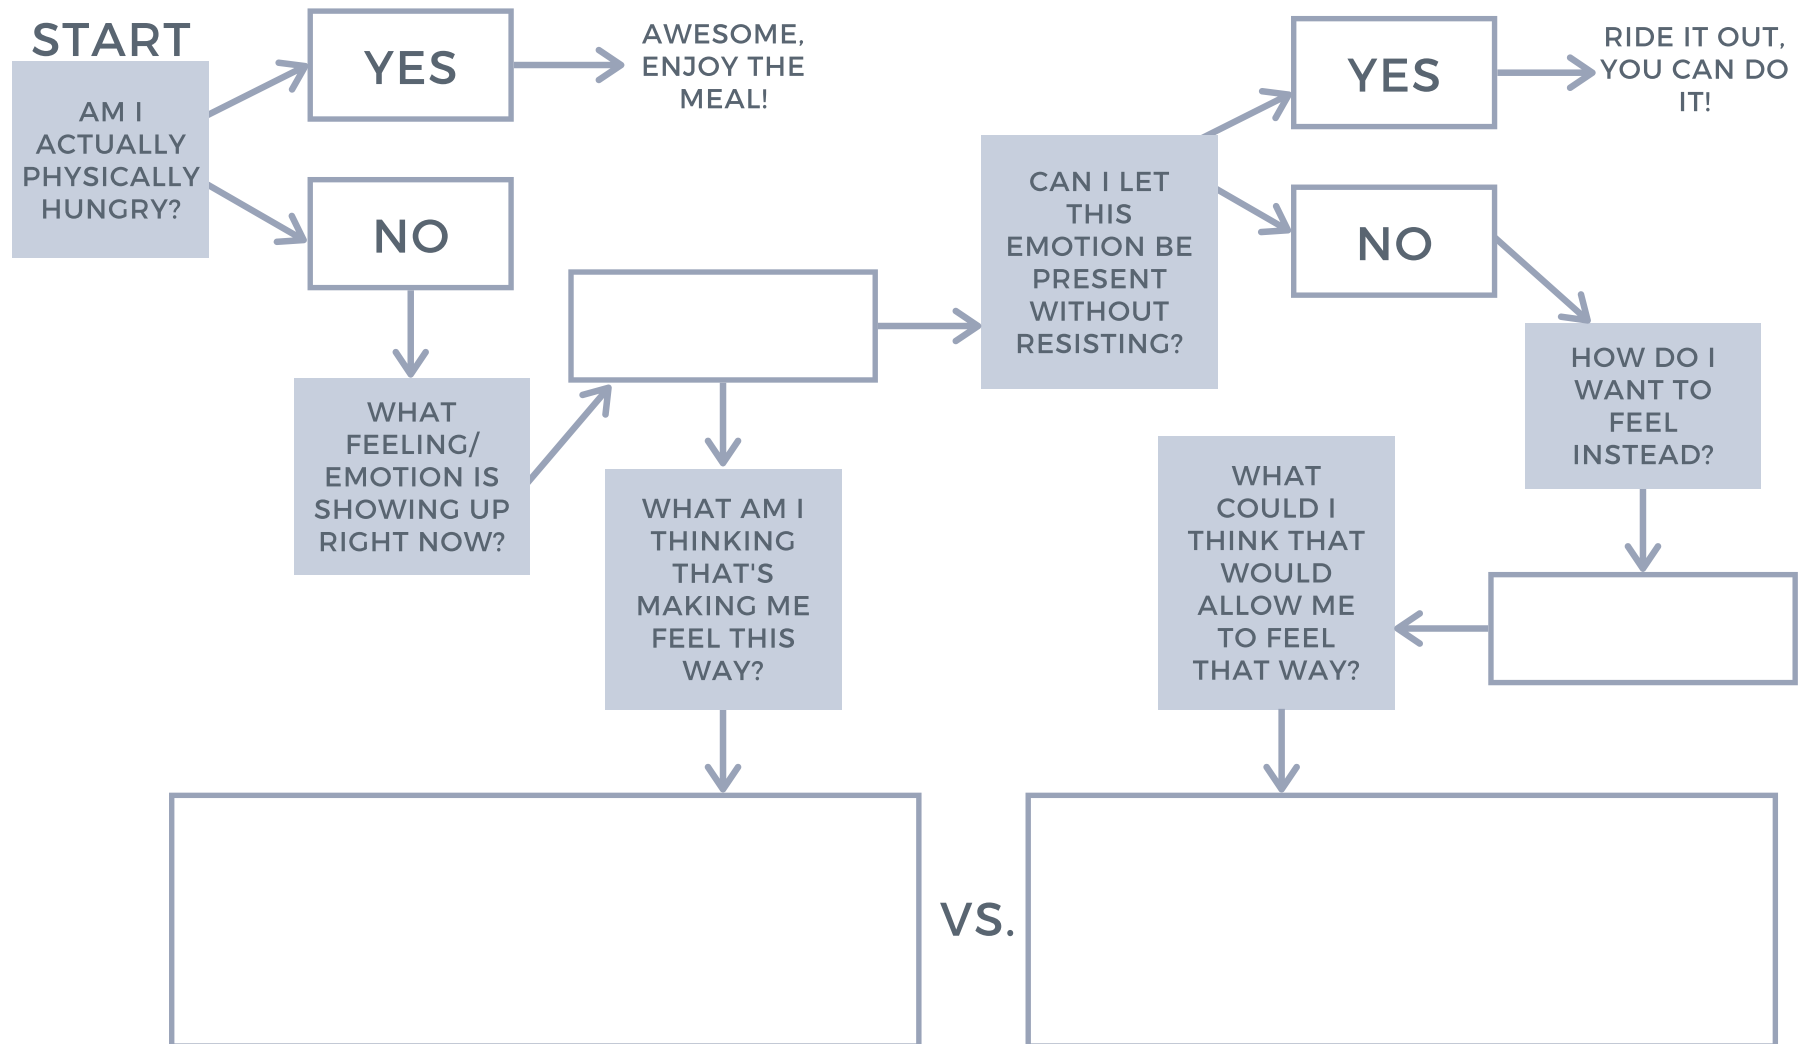 START
AM I
ACTUALLY
PHYSICALLY
HUNGRY?
YES
AWESOME,
ENJOY THE
MEAL!
NO
WHAT
FEELING/
EMOTION IS
SHOWING UP
RIGHT NOW?
WHAT AM I
THINKING
THAT'S
MAKING ME
FEEL THIS
WAY?
CAN I LET
THIS
EMOTION BE
PRESENT
WITHOUT
RESISTING?
YES
RIDE IT OUT,
YOU CAN DO
IT!
NO
HOW DO I
WANT TO
FEEL
INSTEAD?
WHAT
COULD I
THINK THAT
WOULD
ALLOW ME
TO FEEL
THAT WAY?
VS.